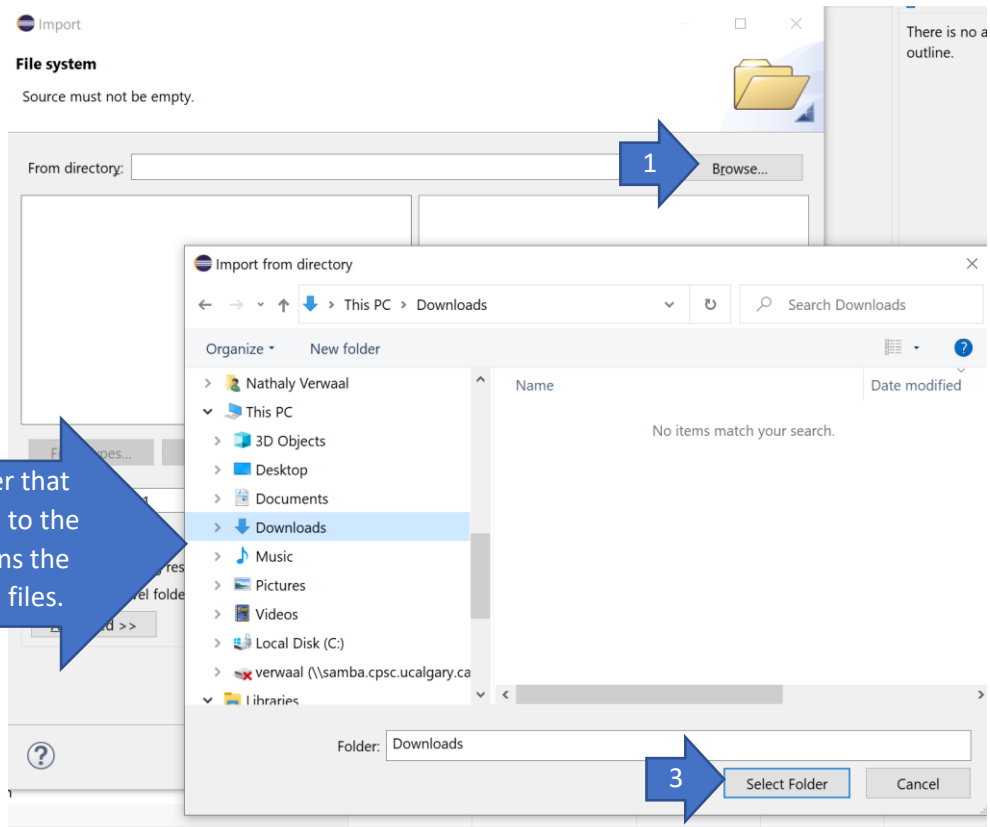 Import
There is no a
outline.
File system
Source must not be empty.
From directory:
1
Browse...
Import from directory
This PC > Downloads
Search Downloads
Organize
New folder
?
Nathaly Verwaal
Name
Date modified
This PC
No items match your search.
3D Objects
Desktop
Documents
Downloads
Music
Pictures
Videos
Local Disk (C:)
verwaal (\\samba.cpsc.ucalgary.ca
Libraries
er that
to the
ns the
files.
res
el folde
>>
?
Folder: Downloads
3
Select Folder
Cancel